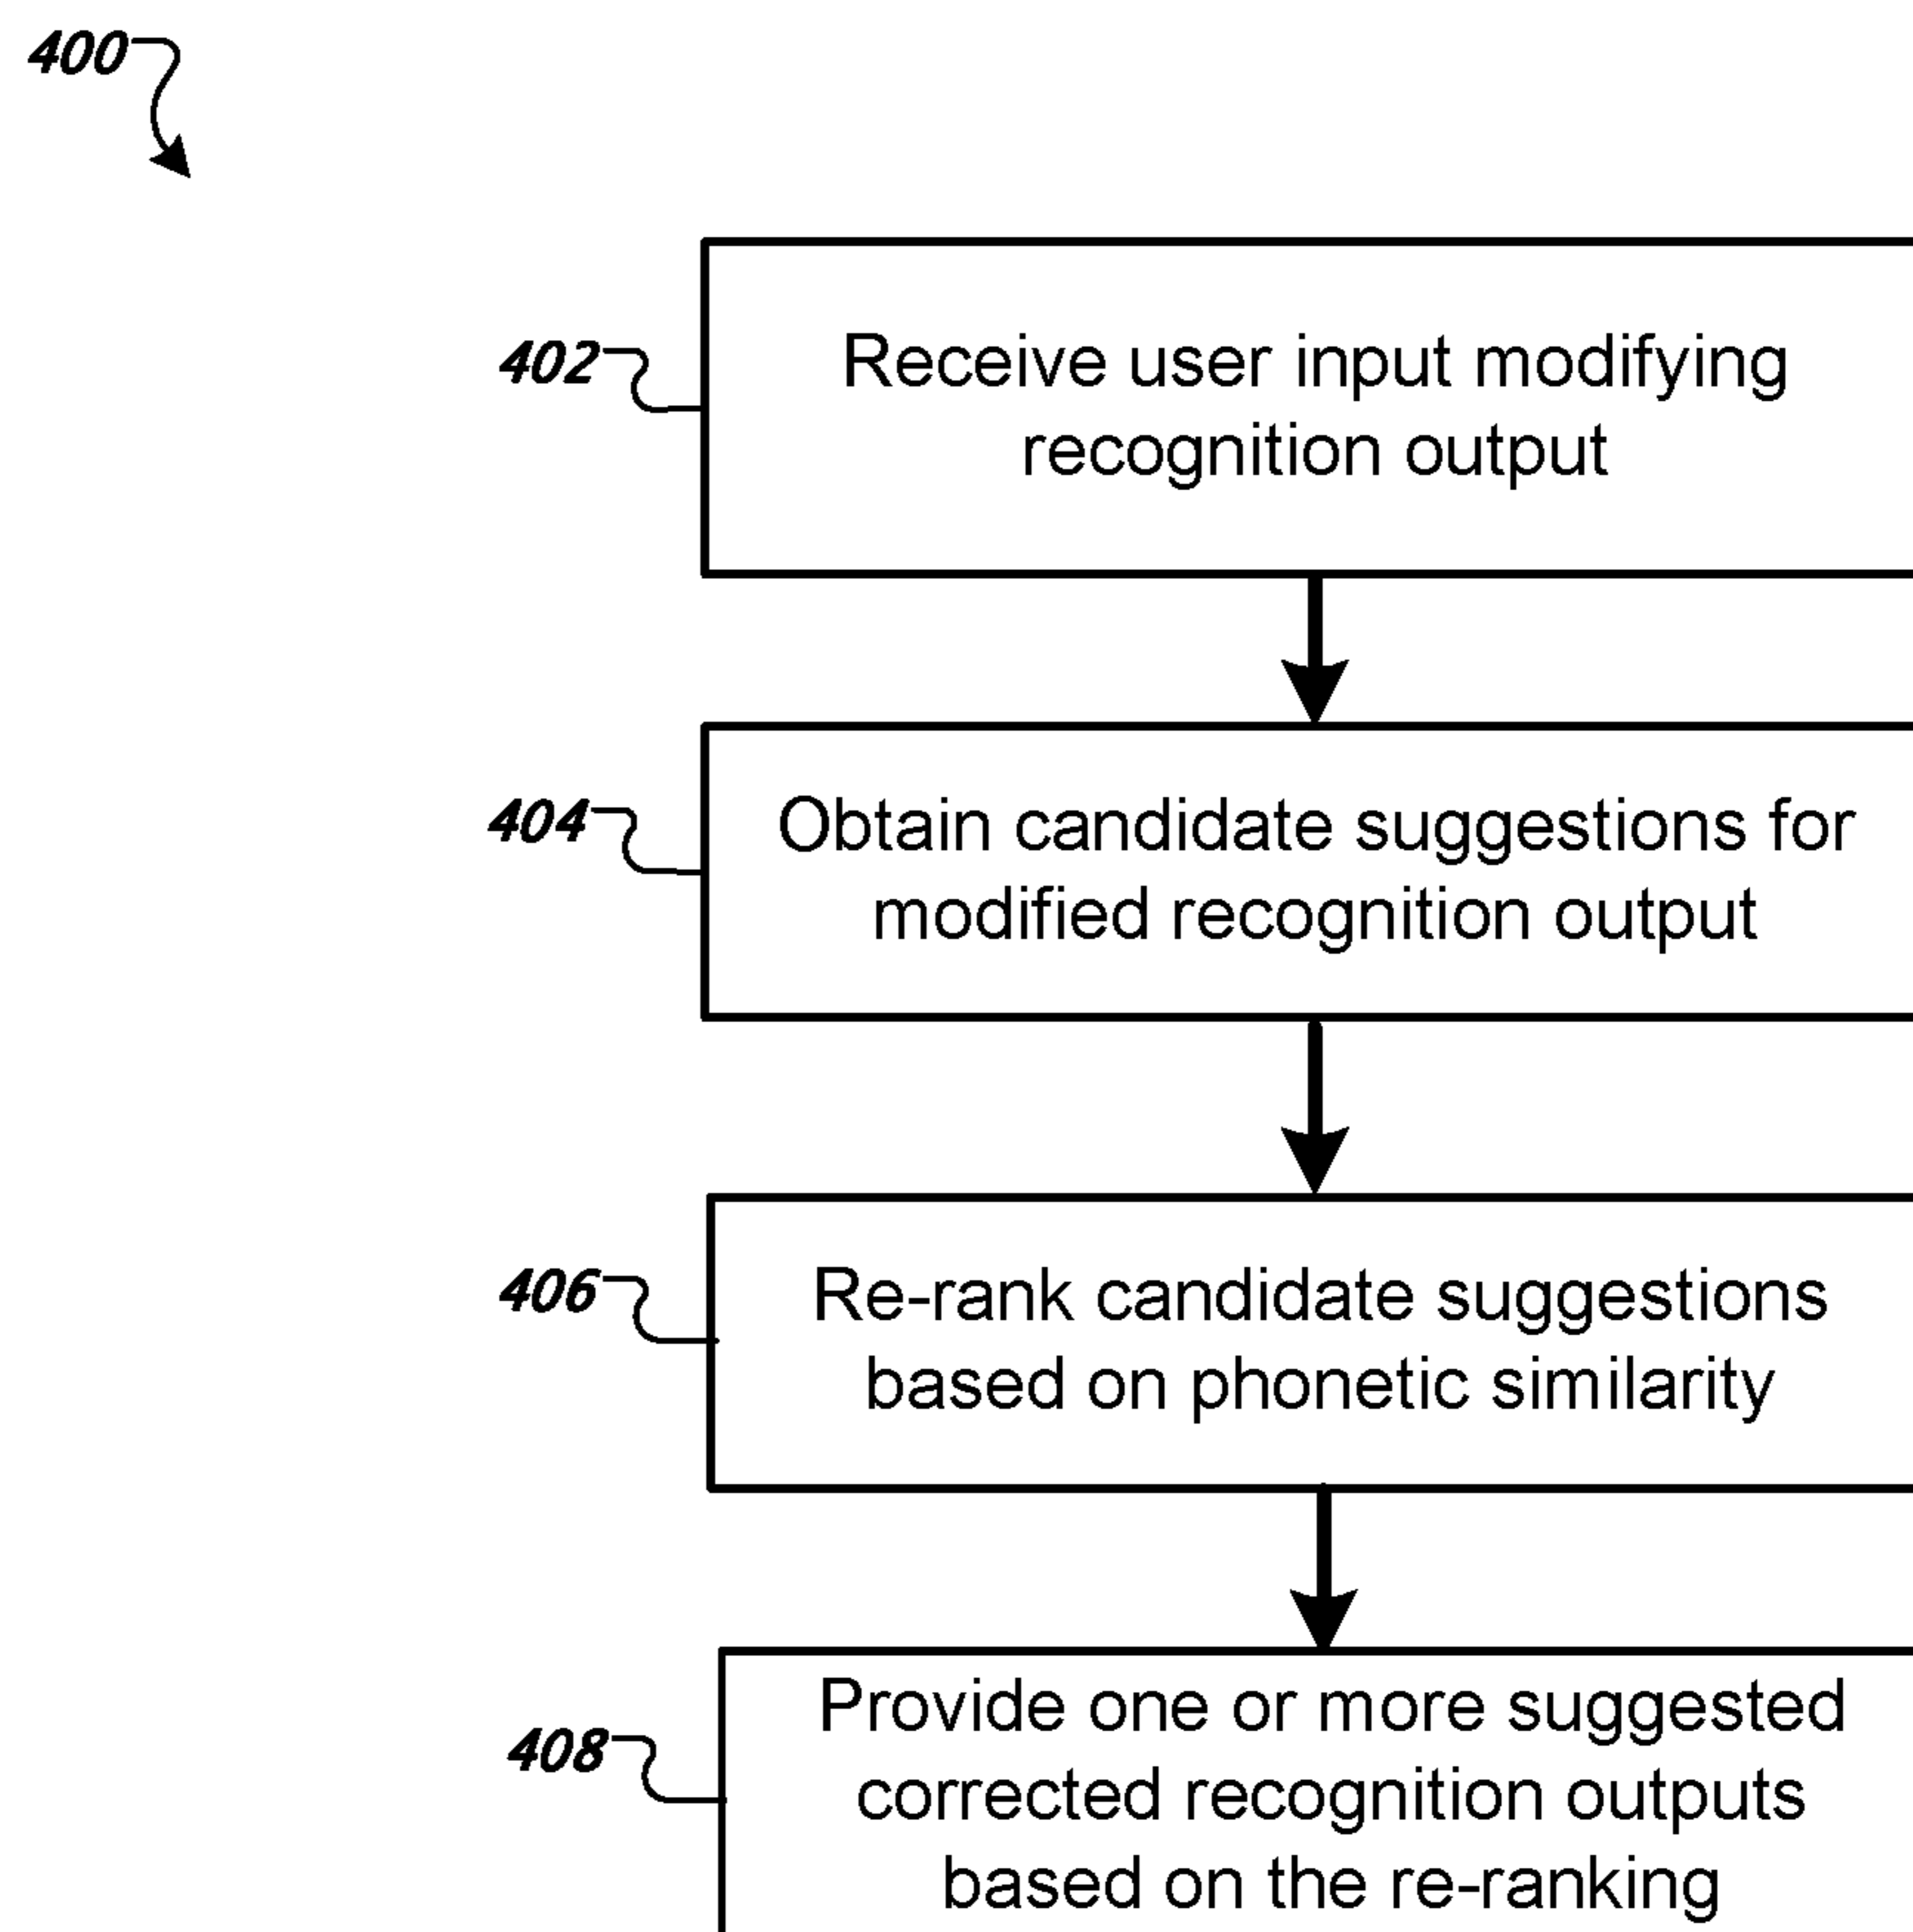 400
402
Receive user input modifying
recognition output
404
Obtain candidate suggestions for
modified recognition output
406
Re-rank candidate suggestions
based on phonetic similarity
408
Provide one or more suggested
corrected recognition outputs
based on the re-ranking